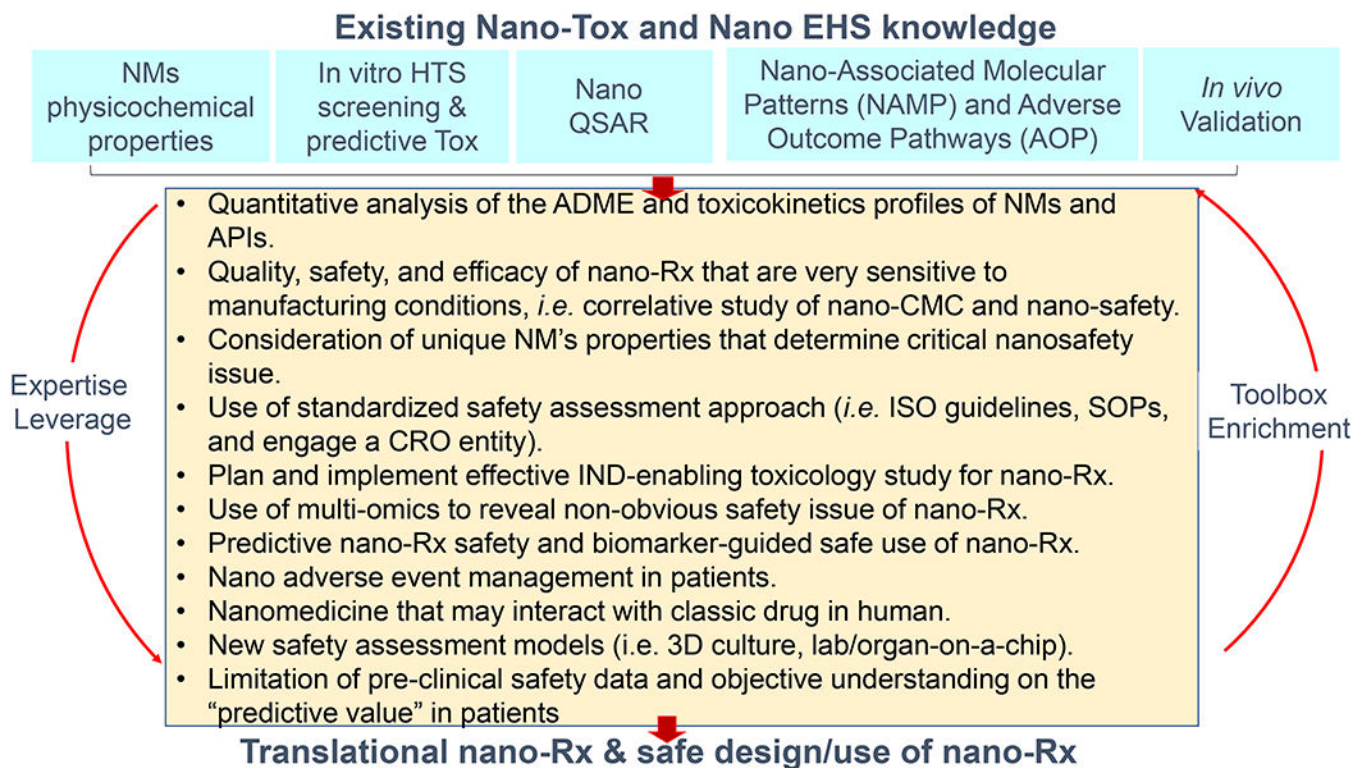 Existing Nano-Tox and Nano EHS knowledge
NMs
physicochemical
properties
In vitro HTS
screening &
predictive Tox
Nano
QSAR
Nano-Associated Molecular
Patterns (NAMP) and Adverse
Outcome Pathways (AOP)
In vivo
Validation
Expertise
Leverage
• Quantitative analysis of the ADME and toxicokinetics profiles of NMs and
APIs.
• Quality, safety, and efficacy of nano-Rx that are very sensitive to
manufacturing conditions, i.e. correlative study of nano-CMC and nano-safety.
• Consideration of unique NM's properties that determine critical nanosafety
issue.
• Use of standardized safety assessment approach (i.e. ISO guidelines, SOPs,
and engage a CRO entity).
• Plan and implement effective IND-enabling toxicology study for nano-Rx.
• Use of multi-omics to reveal non-obvious safety issue of nano-Rx.
• Predictive nano-Rx safety and biomarker-guided safe use of nano-Rx.
• Nano adverse event management in patients.
• Nanomedicine that may interact with classic drug in human.
• New safety assessment models (i.e. 3D culture, lab/organ-on-a-chip).
• Limitation of pre-clinical safety data and objective understanding on the
“predictive value” in patients
Toolbox
Enrichment
Translational nano-Rx & safe design/use of nano-Rx